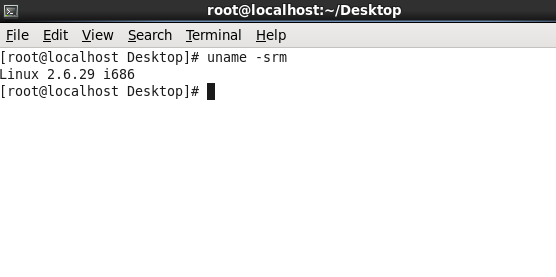 root@localhost:~/Desktop
File Edit View Search Terminal Help
[root@localhost Desktop]# uname -srm
Linux 2.6.29 i686
[root@localhost Desktop]#